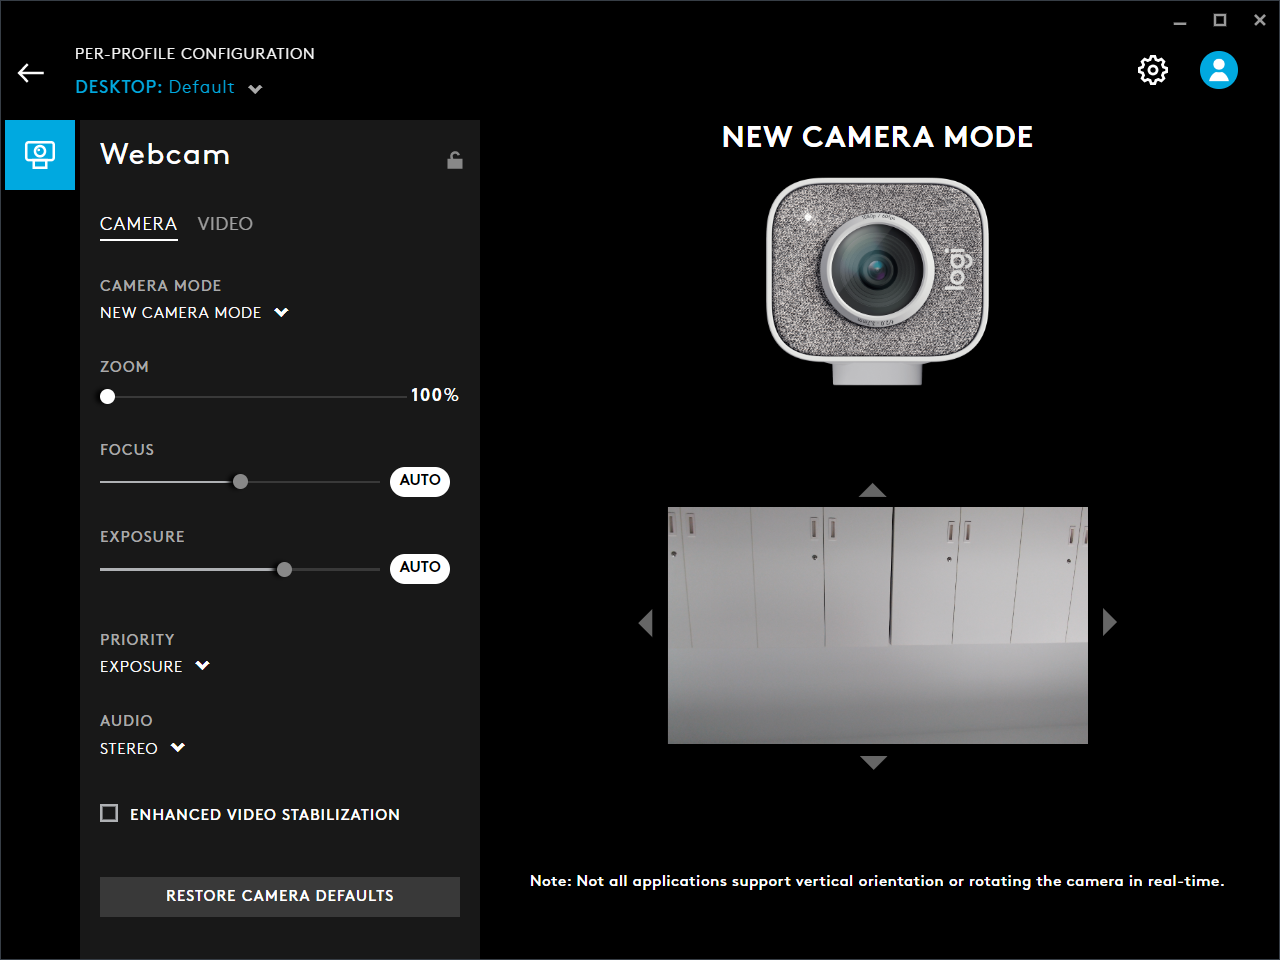 PER-PROFILE CONFIGURATION
DESKTOP: Default
Webcam
CAMERA VIDEO
CAMERA MODE
NEW CAMERA MODE
ZOOM
100%
FOCUS
AUTO
EXPOSURE
AUTO
PRIORITY
EXPOSURE
AUDIO
STEREO
ENHANCED VIDEO STABILIZATION
RESTORE CAMERA DEFAULTS
NEW CAMERA MODE
logi
Note: Not all applications support vertical orientation or rotating the camera in real-time.